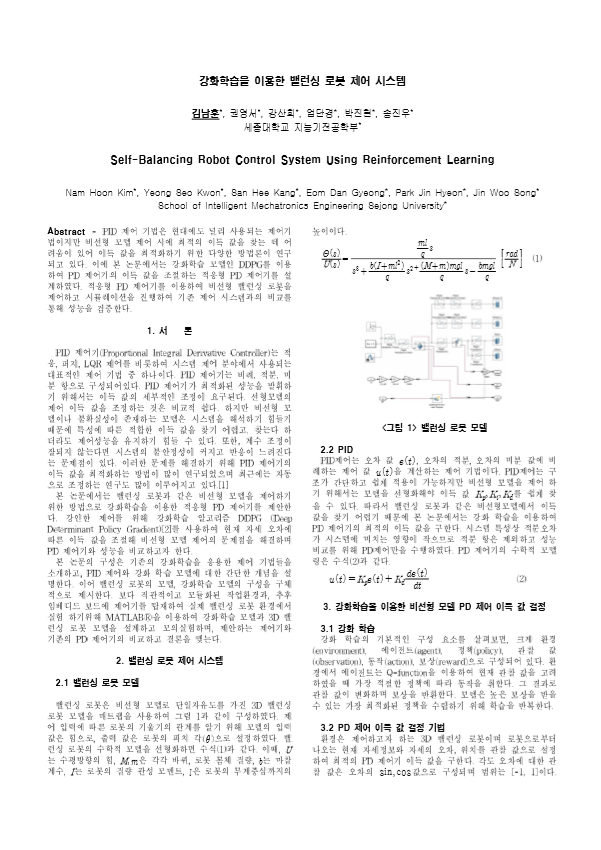 강화학습을 이용한 밸런싱 로봇 제어 시스템
김남훈*, 권영서*, 강산희*, 엄단경*, 박진현*, 송진우*
세종대학교 지능기전공학부*
Self-Balancing Robot Control System Using Reinforcement Learning
Nam Hoon Kim*, Yeong Seo Kwon*, San Hee Kang*, Eom Dan Gyeong*, Park Jin Hyeon*, Jin Woo Song*
School of Intelligent Mechatronics Engineering Sejong University*
Abstract - PID 제어 기법은 현대에도 널리 사용되는 제어기
법이지만 비선형 모델 제어 시에 최적의 이득 값을 찾는 데 어
려움이 있어 이득 값을 최적화하기 위한 다양한 방법론이 연구
되고 있다. 이에 본 논문에서는 강화학습 모델인 DDPG를 이용
하여 PD 제어기의 이득 값을 조절하는 적응형 PD 제어기를 설
계하였다. 적응형 PD 제어기를 이용하여 비선형 밸런싱 로봇을
제어하고 시뮬레이션을 진행하여 기존 제어 시스템과의 비교를
통해 성능을 검증한다.
1. 서 론
PID 제어기(Proportional Integral Derivative Controller)는 적
응, 퍼지, LQR 제어를 비롯하여 시스템 제어 분야에서 사용되는
대표적인 제어 기법 중 하나이다. PID 제어기는 비례, 적분, 미
분 항으로 구성되어있다. PID 제어기가 최적화된 성능을 발휘하
기 위해서는 이득 값의 세부적인 조정이 요구된다. 선형모델의
제어 이득 값을 조정하는 것은 비교적 쉽다. 하지만 비선형 모
델이나 불확실성이 존재하는 모델은 시스템을 해석하기 힘들기
때문에 특성에 따른 적합한 이득 값을 찾기 어렵고, 찾는다 하
더라도 제어성능을 유지하기 힘들 수 있다. 또한, 계수 조정이
잘되지 않는다면 시스템의 불안정성이 커지고 반응이 느려진다
는 문제점이 있다. 이러한 문제를 해결하기 위해 PID 제어기의
이득 값을 최적화하는 방법이 많이 연구되었으며 최근에는 자동
으로 조정하는 연구도 많이 이루어지고 있다.[1]
본 논문에서는 밸런싱 로봇과 같은 비선형 모델을 제어하기
위한 방법으로 강화학습을 이용한 적응형 PD 제어기를 제안한
다. 강인한 제어를 위해 강화학습 알고리즘 DDPG (Deep
Determinant Policy Gradient)[2]를 사용하여 현재 자세 오차에
따른 이득 값을 조절해 비선형 모델 제어의 문제점을 해결하며
PD 제어기와 성능을 비교하고자 한다.
본 논문의 구성은 기존의 강화학습을 응용한 제어 기법들을
소개하고, PID 제어와 강화 학습 모델에 대한 간단한 개념을 설
명한다. 이어 밸런싱 로봇의 모델, 강화학습 모델의 구성을 구체
적으로 제시한다. 보다 직관적이고 모듈화된 작업환경과, 추후
임베디드 보드에 제어기를 탑재하여 실제 밸런싱 로봇 환경에서
실험 하기위해 MATLAB®을 이용하여 강화학습 모델과 3D 밸
런싱 로봇 모델을 설계하고 모의실험하며, 제안하는 제어기와
기존의 PD 제어기의 비교하고 결론을 맺는다.
2. 밸런싱 로봇 제어 시스템
2.1 밸런싱 로봇 모델
밸런싱 로봇은 비선형 모델로 단일자유도를 가진 3D 밸런싱
로봇 모델을 매트랩을 사용하여 그림 1과 같이 구성하였다. 제
어 입력에 따른 로봇의 기울기의 관계를 알기 위해 모델의 입력
값은 힘으로, 출력 값은 로봇의 피치 각(θ)으로 설정하였다. 밸
런싱 로봇의 수학적 모델을 선형화하면 수식(1)과 같다. 이때, U
는 수평방향의 힘, M,m은 각각 바퀴, 로봇 몸체 질량, b는 마찰
계수, I는 로봇의 질량 관성 모멘트, l은 로봇의 무게중심까지의
높이이다.
Θ(s)/U(s) = (ml/q s) / (s³ + b(I+ml²)/q s² + (M+m)mgl/q s - bmgl/q) [rad/N] (1)
<그림 1> 밸런싱 로봇 모델
2.2 PID
PID제어는 오차 값 e(t), 오차의 적분, 오차의 미분 값에 비
례하는 제어 값 u(t)을 계산하는 제어 기법이다. PID제어는 구
조가 간단하고 쉽게 적용이 가능하지만 비선형 모델을 제어 하
기 위해서는 모델을 선형화해야 이득 값 Kp, Ki, Kd를 쉽게 찾
을 수 있다. 따라서 밸런싱 로봇과 같은 비선형모델에서 이득
값을 찾기 어렵기 때문에 본 논문에서는 강화 학습을 이용하여
PD 제어기의 최적의 이득 값을 구한다. 시스템 특성상 적분오차
가 시스템에 미치는 영향이 작으므로 적분 항은 제외하고 성능
비교를 위해 PD제어만을 수행하였다. PD 제어기의 수학적 모델
링은 수식(2)과 같다.
u(t) = Kp e(t) + Kd de(t)/dt (2)
3. 강화학습을 이용한 비선형 모델 PD 제어 이득 값 결정
3.1 강화 학습
강화 학습의 기본적인 구성 요소를 살펴보면, 크게 환경
(environment), 에이전트(agent), 정책(policy), 관찰 값
(observation), 동작(action), 보상(reward)으로 구성되어 있다. 환
경에서 에이전트는 Q-function을 이용하여 현재 관찰 값을 고려
하였을 때 가장 적절한 정책에 따라 동작을 취한다. 그 결과로
관찰 값이 변화하며 보상을 반환한다. 모델은 높은 보상을 받을
수 있는 가장 최적화된 정책을 수립하기 위해 학습을 반복한다.
3.2 PD 제어 이득 값 결정 기법
환경은 제어하고자 하는 3D 밸런싱 로봇이며 로봇으로부터
나오는 현재 자세정보와 자세의 오차, 위치를 관찰 값으로 설정
하여 최적의 PD 제어기 이득 값을 구한다. 각도 오차에 대한 관
찰 값은 오차의 sin, cos값으로 구성되며 범위는 [-1, 1]이다.